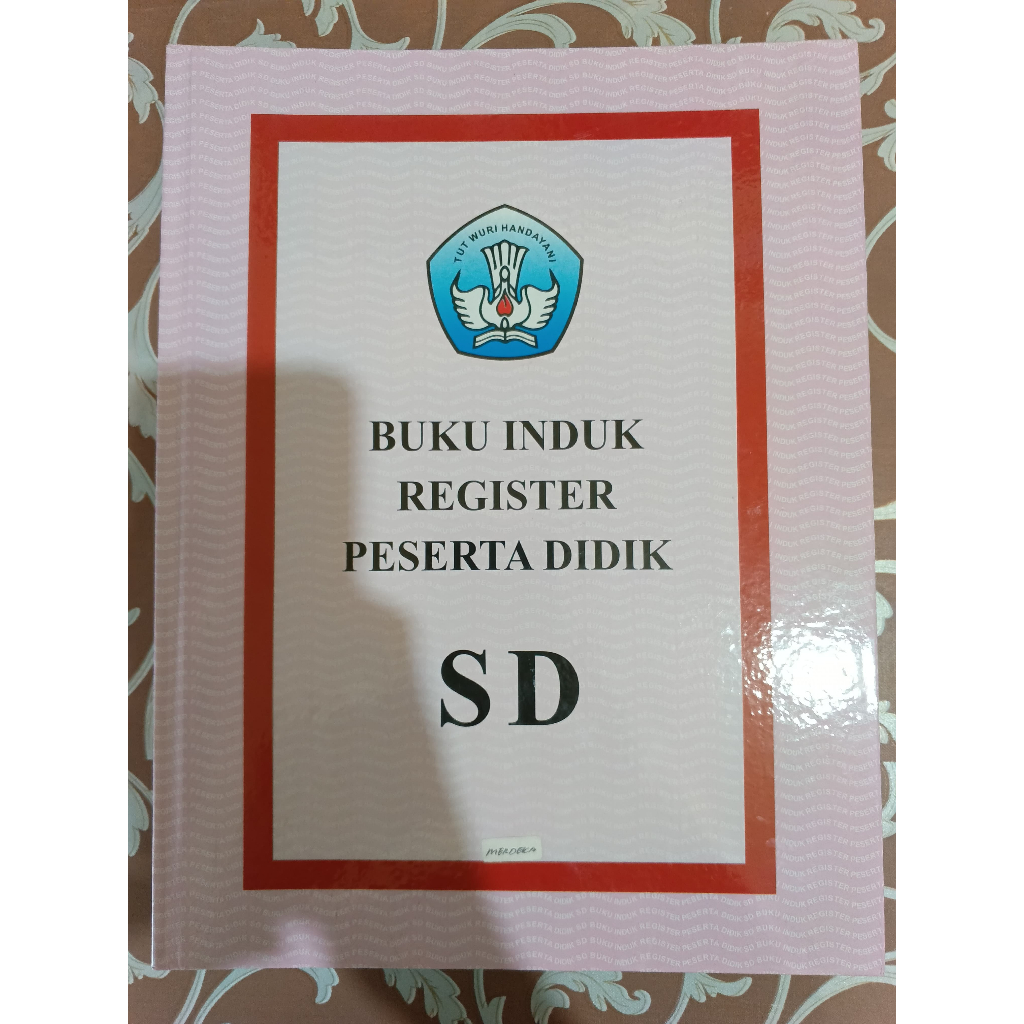 TUT WURI HANDAYANI
BUKU INDUK
REGISTER
PESERTA DIDIK
SD
MERDEKA